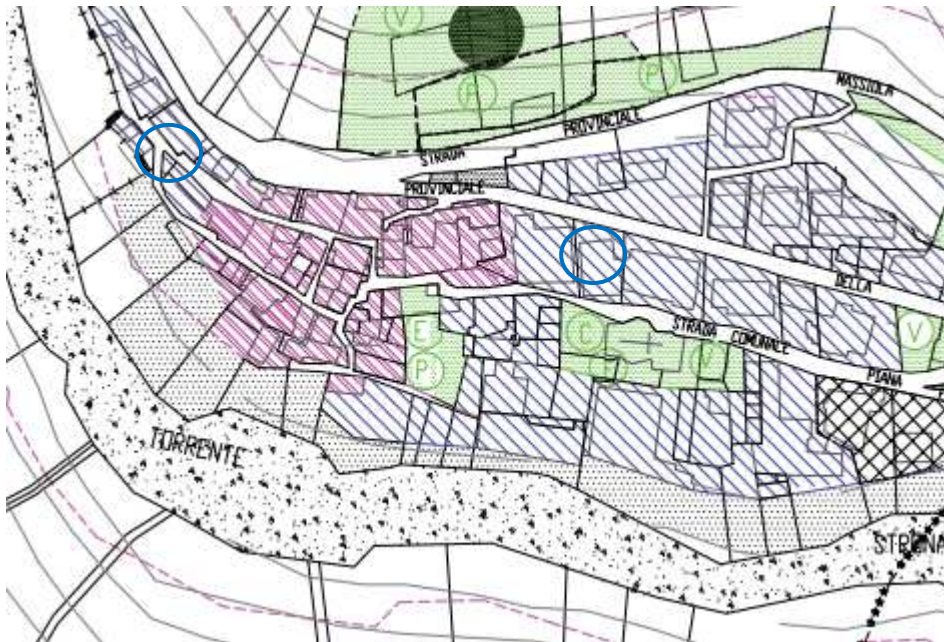 V
P
P
MASSIOLA
PROVINCIALE
STRADA
PROVINCIALE
DELLA
E
C
V
V
STRADA COMUNALE
P
PIANA
TORRENTE
STRONA